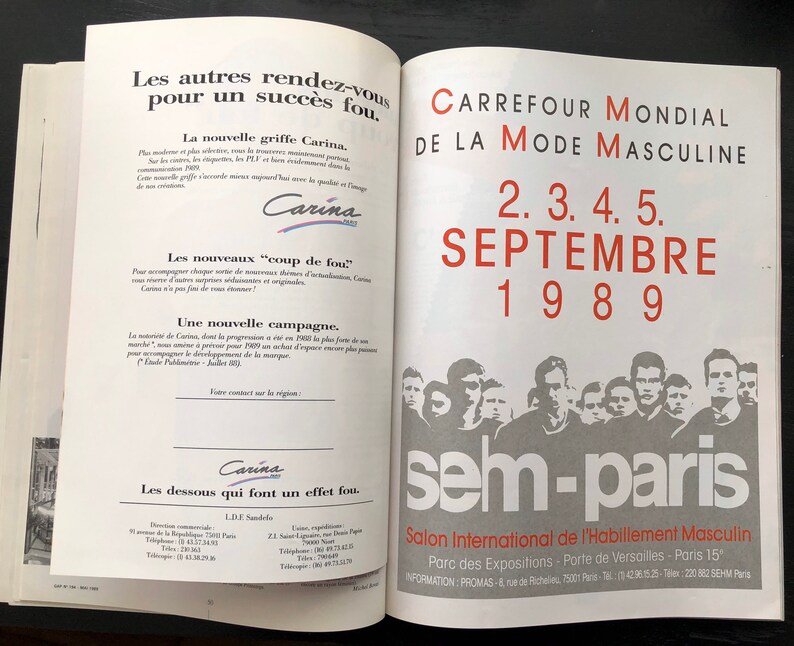 Les autres rendez-vous
pour un succès fou.
La nouvelle griffe Carina.
Plus moderne et plus sélective, vous la trouverez maintenant partout.
Sur les cintres, les étiquettes, les PLV et bien évidemment dans la
communication 1989.
Cette nouvelle griffe s'accorde mieux aujourd'hui avec la qualité et l'image
de nos créations.
Carina
PARIS
Les nouveaux "coup de fou."
Pour accompagner chaque sortie de nouveaux thèmes d'actualisation, Carina
vous réserve d'autres surprises séduisantes et originales.
Carina n'a pas fini de vous étonner !
Une nouvelle campagne.
La notoriété de Carina, dont la progression a été en 1988 la plus forte de son
marché*, nous amène à prévoir pour 1989 un achat d'espace encore plus puissant
pour accompagner le développement de la marque.
(* Étude Publimétrie - Juillet 88).
Votre contact sur la région :
Carina
PARIS
Les dessous qui font un effet fou.
L.D.F. Sandefo
Direction commerciale :
91 avenue de la République 75011 Paris
Téléphone : (1) 43.57.34.93
Télex : 210 363
Télécopie : (1) 43.38.29.16
Usine, expéditions :
Z.I. Saint-Liguaire, rue Denis Papin
79000 Niort
Téléphone : (16) 49.73.42.15
Télex : 790 649
Télécopie : (16) 49.73.51.70
GAP N° 194 - MAI 1989
50
Michel Bonnet
CARREFOUR MONDIAL
DE LA MODE MASCULINE
2. 3. 4. 5.
SEPTEMBRE
1989
sehm-paris
Salon International de l'Habillement Masculin
Parc des Expositions - Porte de Versailles - Paris 15e
INFORMATION : PROMAS - 8, rue de Richelieu, 75001 Paris - Tél. : (1) 42.96.15.25 - Télex : 220 882 SEHM Paris